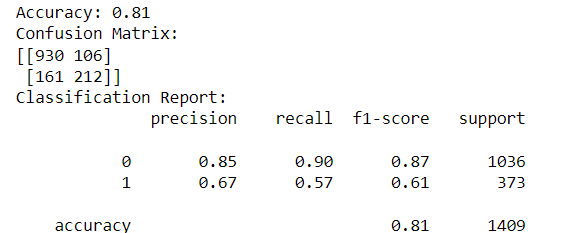 Accuracy: 0.81
Confusion Matrix:
[[930 106]
 [161 212]]
Classification Report:
              precision    recall  f1-score   support

           0       0.85      0.90      0.87      1036
           1       0.67      0.57      0.61       373

    accuracy                           0.81      1409